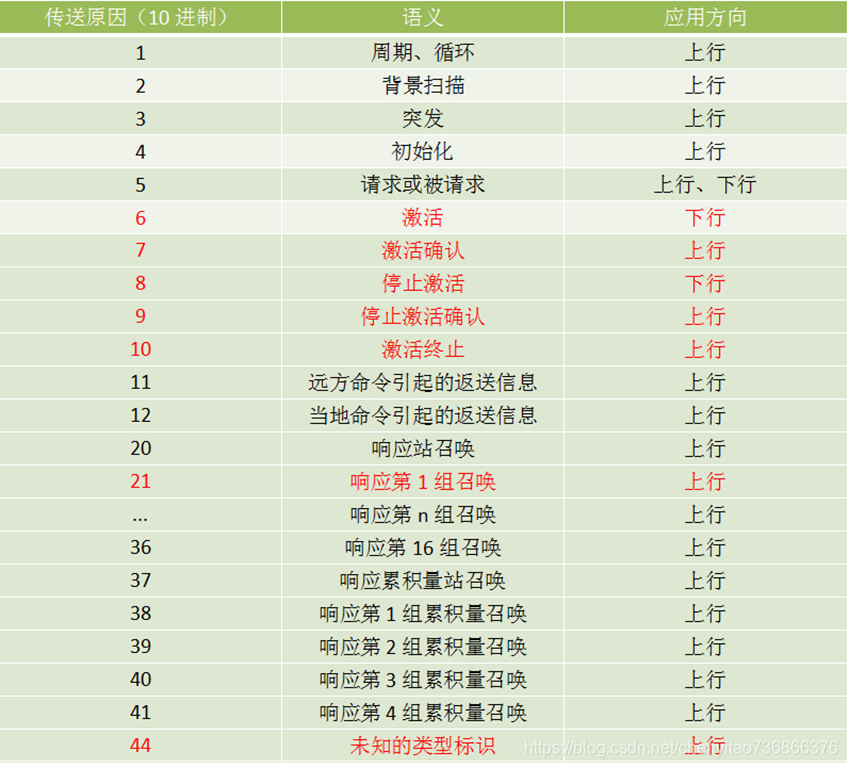 传送原因（10 进制） 语义 应用方向
1 周期、循环 上行
2 背景扫描 上行
3 突发 上行
4 初始化 上行
5 请求或被请求 上行、下行
6 激活 下行
7 激活确认 上行
8 停止激活 下行
9 停止激活确认 上行
10 激活终止 上行
11 远方命令引起的返送信息 上行
12 当地命令引起的返送信息 上行
20 响应站召唤 上行
21 响应第 1 组召唤 上行
... 响应第 n 组召唤 上行
36 响应第 16 组召唤 上行
37 响应累积量站召唤 上行
38 响应第 1 组累积量召唤 上行
39 响应第 2 组累积量召唤 上行
40 响应第 3 组累积量召唤 上行
41 响应第 4 组累积量召唤 上行
44 未知的类型标识 上行